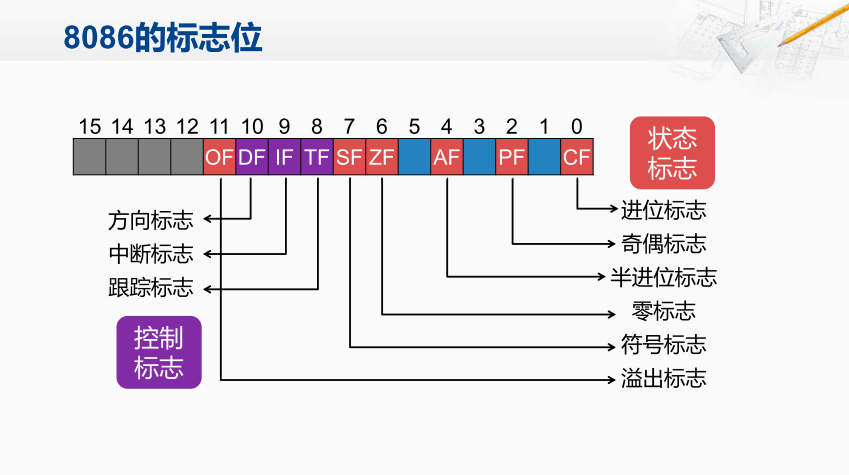 8086的标志位
15 14 13 12 11 10 9 8 7 6 5 4 3 2 1 0
OF DF IF TF SF ZF AF PF CF
状态
标志
进位标志
方向标志
奇偶标志
中断标志
半进位标志
跟踪标志
零标志
控制
标志
符号标志
溢出标志